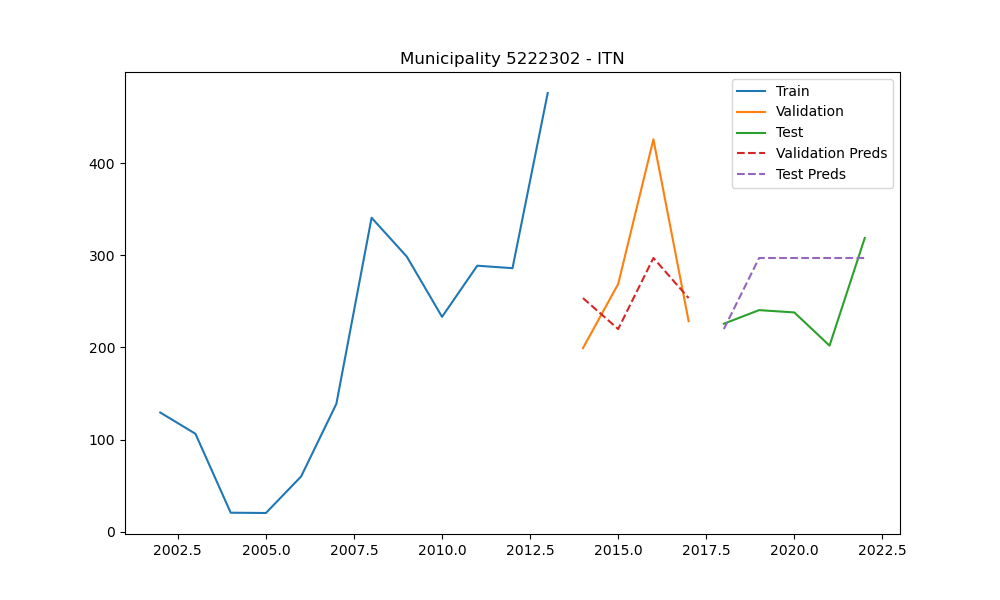 Municipality 5222302 - ITN
Train
Validation
Test
Validation Preds
Test Preds
400
300
200
100
0
2002.5 2005.0 2007.5 2010.0 2012.5 2015.0 2017.5 2020.0 2022.5